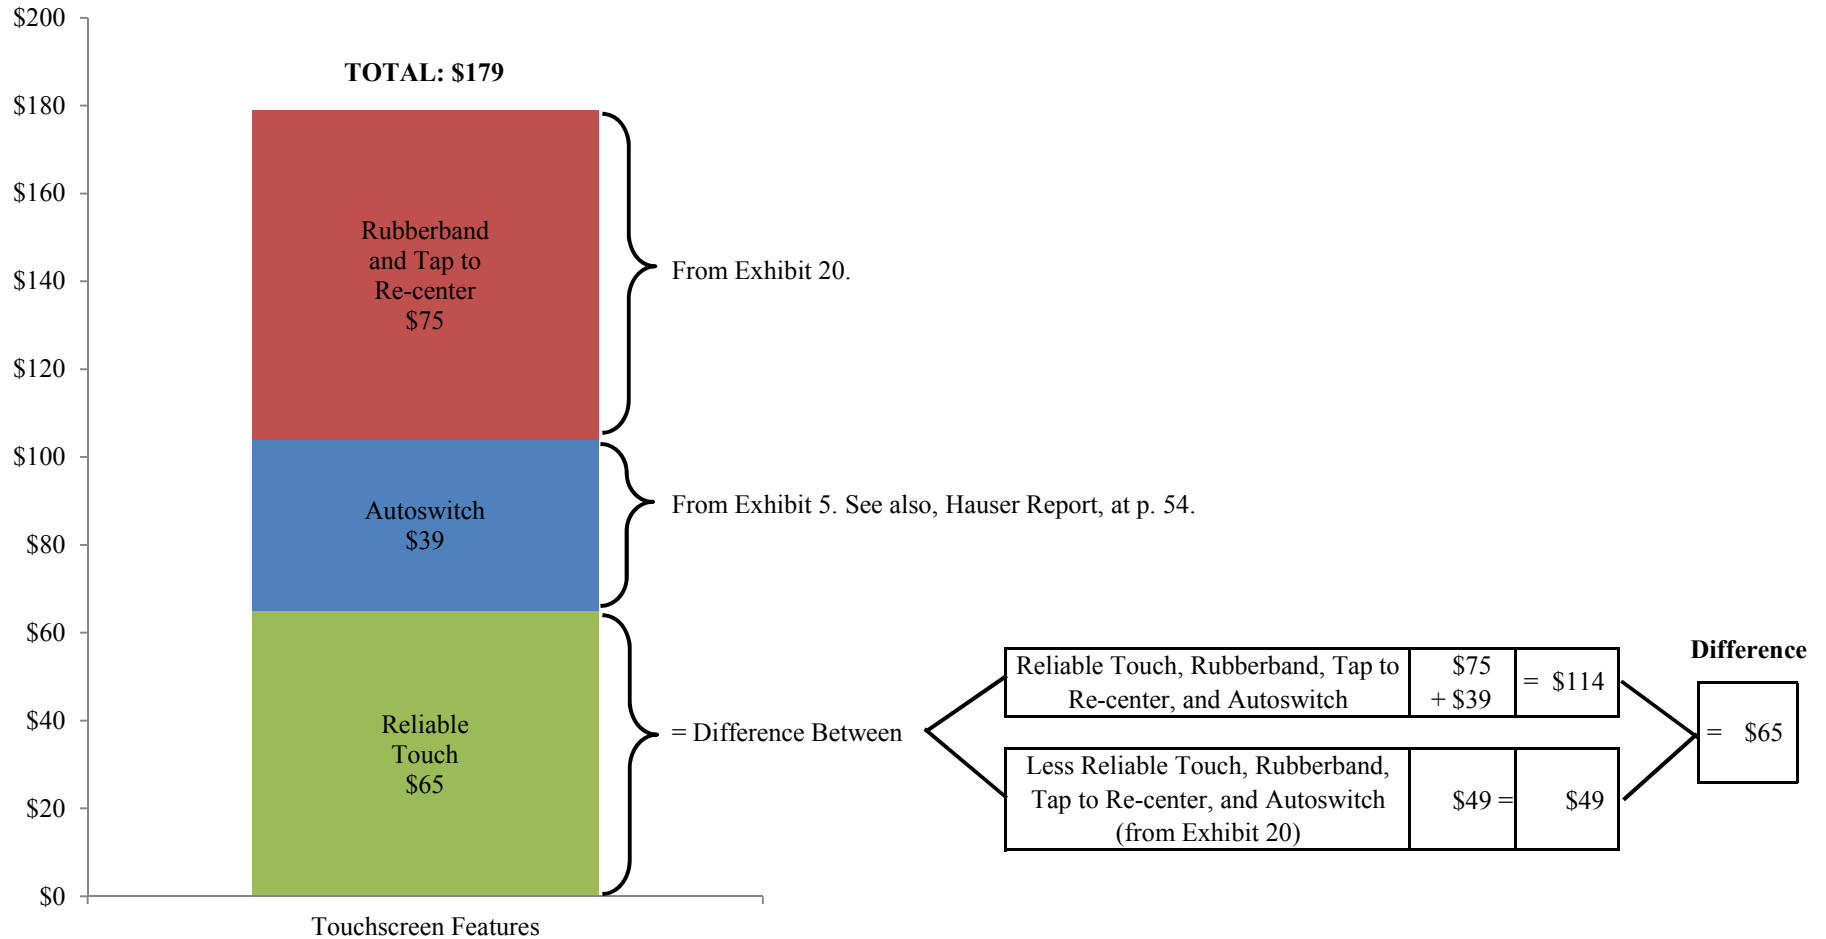 $200
$180
$160
$140
$120
$100
$80
$60
$40
$20
$0
TOTAL: $179
Rubberband
and Tap to
Re-center
$75
From Exhibit 20.
Autoswitch
$39
From Exhibit 5. See also, Hauser Report, at p. 54.
Reliable
Touch
$65
= Difference Between
Reliable Touch, Rubberband, Tap to
Re-center, and Autoswitch
$75
+ $39
= $114
Less Reliable Touch, Rubberband,
Tap to Re-center, and Autoswitch
(from Exhibit 20)
$49 =
$49
Difference
= $65
Touchscreen Features